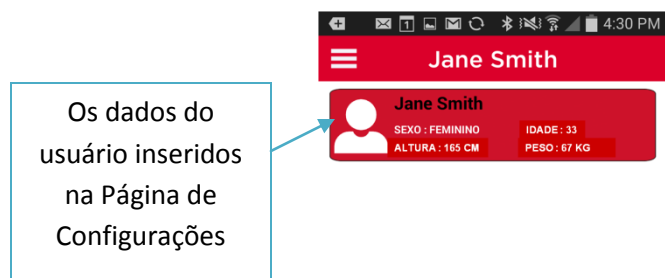 4:30 PM
Jane Smith
Os dados do
usuário inseridos
na Página de
Configurações
Jane Smith
SEXO : FEMININO IDADE : 33
ALTURA : 165 CM PESO : 67 KG